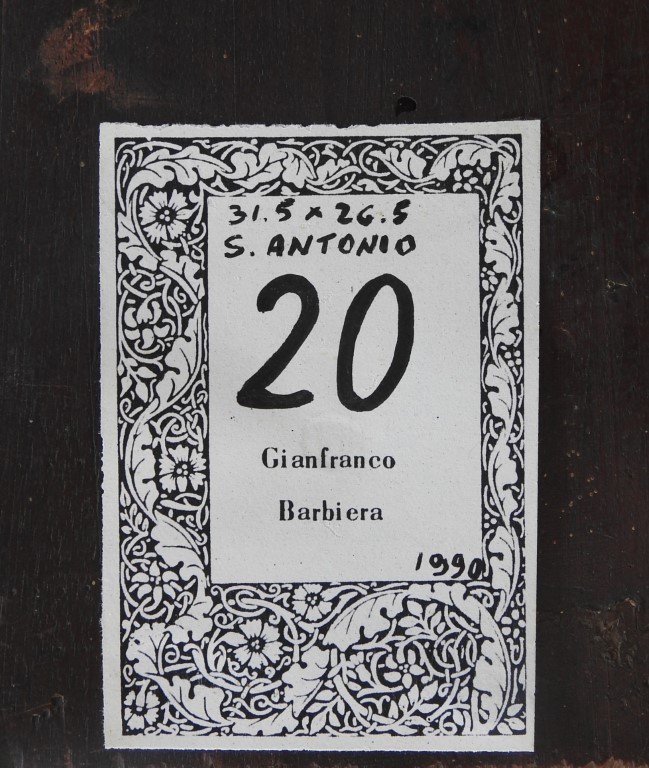 31.5 x 26.5
S. ANTONIO
20
Gianfranco
Barbiera
1990